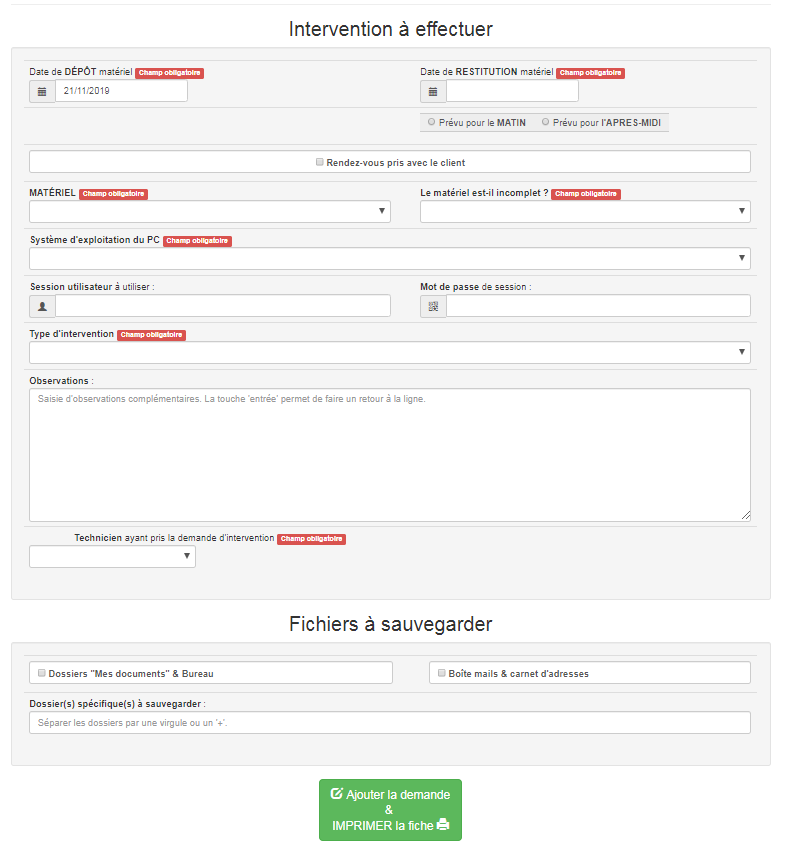 Intervention à effectuer
Date de DÉPÔT matériel Champ obligatoire
Date de RESTITUTION matériel Champ obligatoire
21/11/2019
Prévu pour le MATIN Prévu pour l'APRES-MIDI
Rendez-vous pris avec le client
MATÉRIEL Champ obligatoire
Le matériel est-il incomplet ? Champ obligatoire
Système d'exploitation du PC Champ obligatoire
Session utilisateur à utiliser :
Mot de passe de session :
Type d'intervention Champ obligatoire
Observations :
Saisie d'observations complémentaires. La touche 'entrée' permet de faire un retour à la ligne.
Technicien ayant pris la demande d'intervention Champ obligatoire
Fichiers à sauvegarder
Dossiers "Mes documents" & Bureau
Boîte mails & carnet d'adresses
Dossier(s) spécifique(s) à sauvegarder :
Séparer les dossiers par une virgule ou un '+'.
Ajouter la demande
&
IMPRIMER la fiche